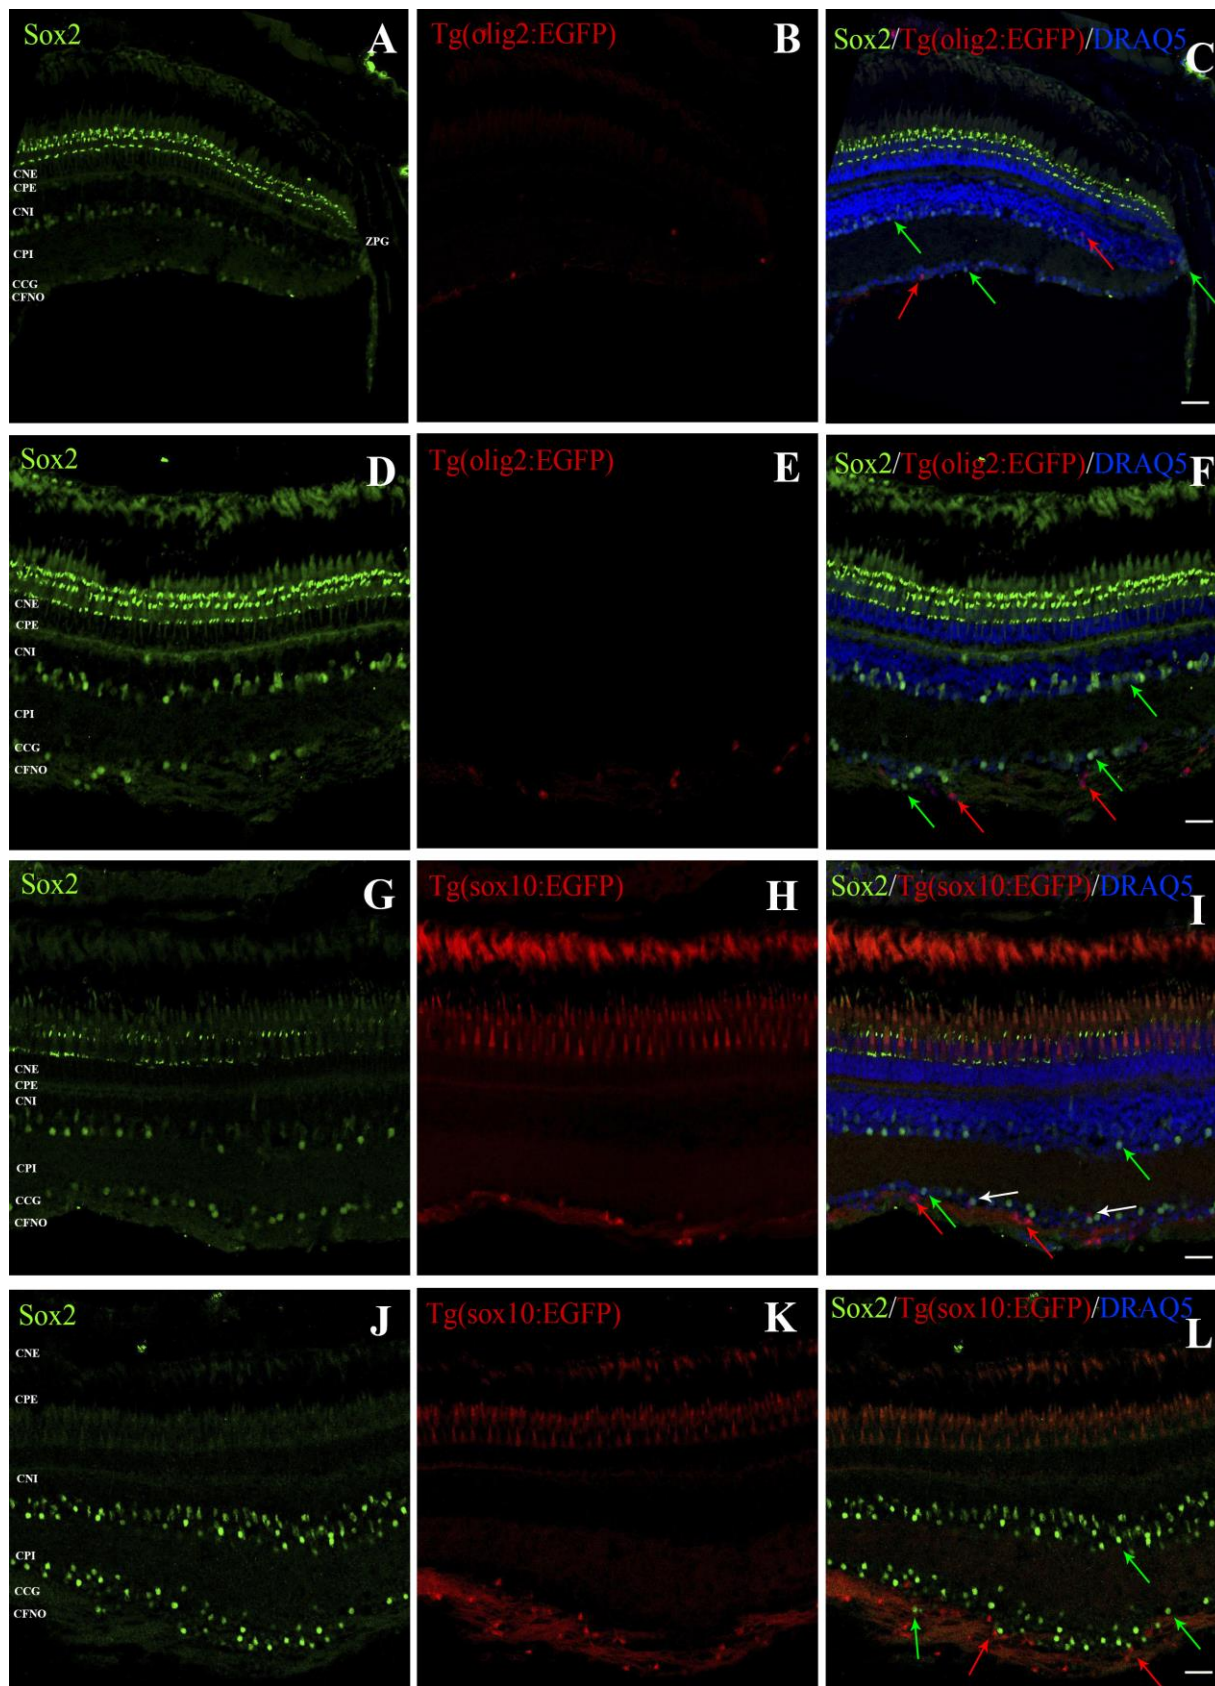 Sox2 A
Tg(olig2:EGFP) B
Sox2/Tg(olig2:EGFP)/DRAQ5 C
CNE
CPE
CNI
ZPG
CPI
CCG
CFNO
Sox2 D
Tg(olig2:EGFP) E
Sox2/Tg(olig2:EGFP)/DRAQ5 F
CNE
CPE
CNI
CPI
CCG
CFNO
Sox2 G
Tg(sox10:EGFP) H
Sox2/Tg(sox10:EGFP)/DRAQ5 I
CNE
CPE
CNI
CPI
CCG
CFNO
Sox2 J
Tg(sox10:EGFP) K
Sox2/Tg(sox10:EGFP)/DRAQ5 L
CNE
CPE
CNI
CPI
CCG
CFNO